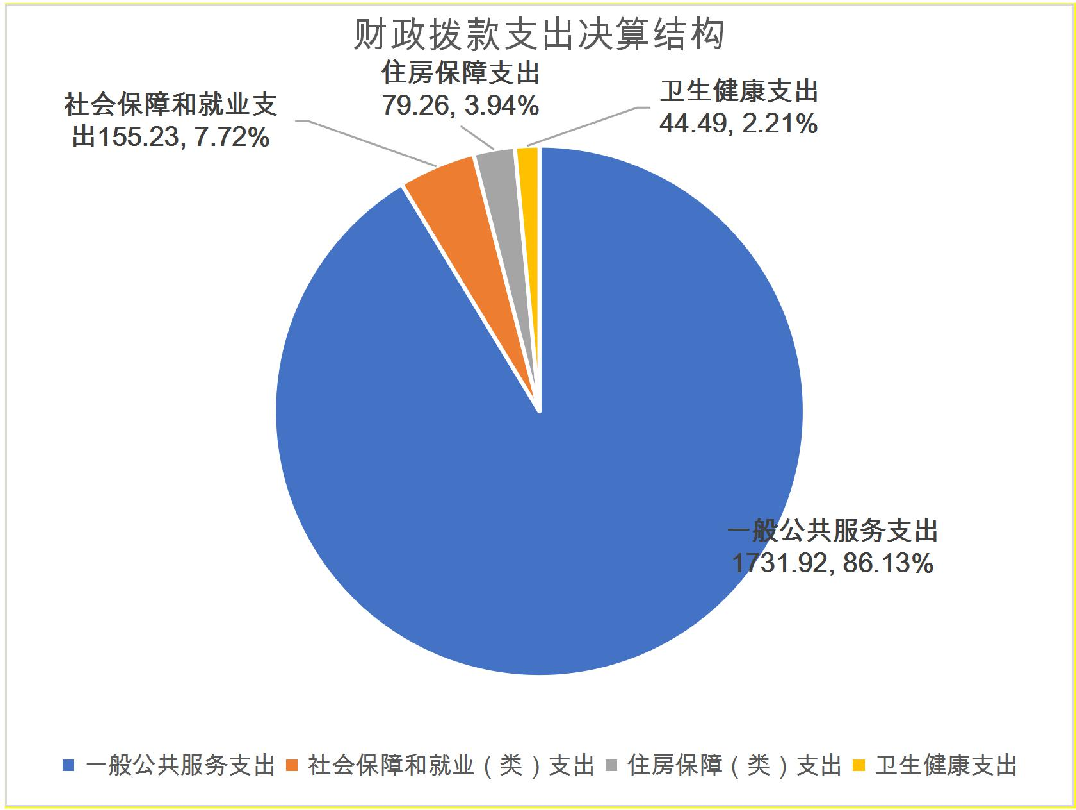 财政拨款支出决算结构
住房保障支出
79.26, 3.94%
社会保障和就业支
出155.23, 7.72%
卫生健康支出
44.49, 2.21%
一般公共服务支出
1731.92, 86.13%
一般公共服务支出 社会保障和就业（类）支出 住房保障（类）支出 卫生健康支出